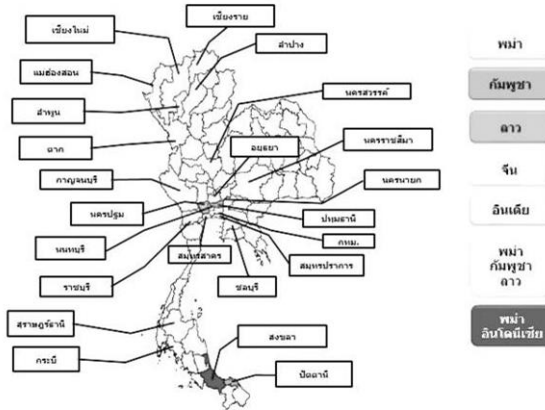 เชียงราย
เชียงใหม่
ลำปาง
แม่ฮ่องสอน
นครสวรรค์
ลำพูน
อยุธยา
นครราชสีมา
ตาก
กาญจนบุรี
นครนายก
นครปฐม
ปทุมธานี
นนทบุรี
กทม.
สมุทรสาคร
สมุทรปราการ
ราชบุรี
ชลบุรี
สุราษฎร์ธานี
สงขลา
กระบี่
ปัตตานี
พม่า
กัมพูชา
ลาว
จีน
อินเดีย
พม่า
กัมพูชา
ลาว
พม่า
อินโดนีเซีย